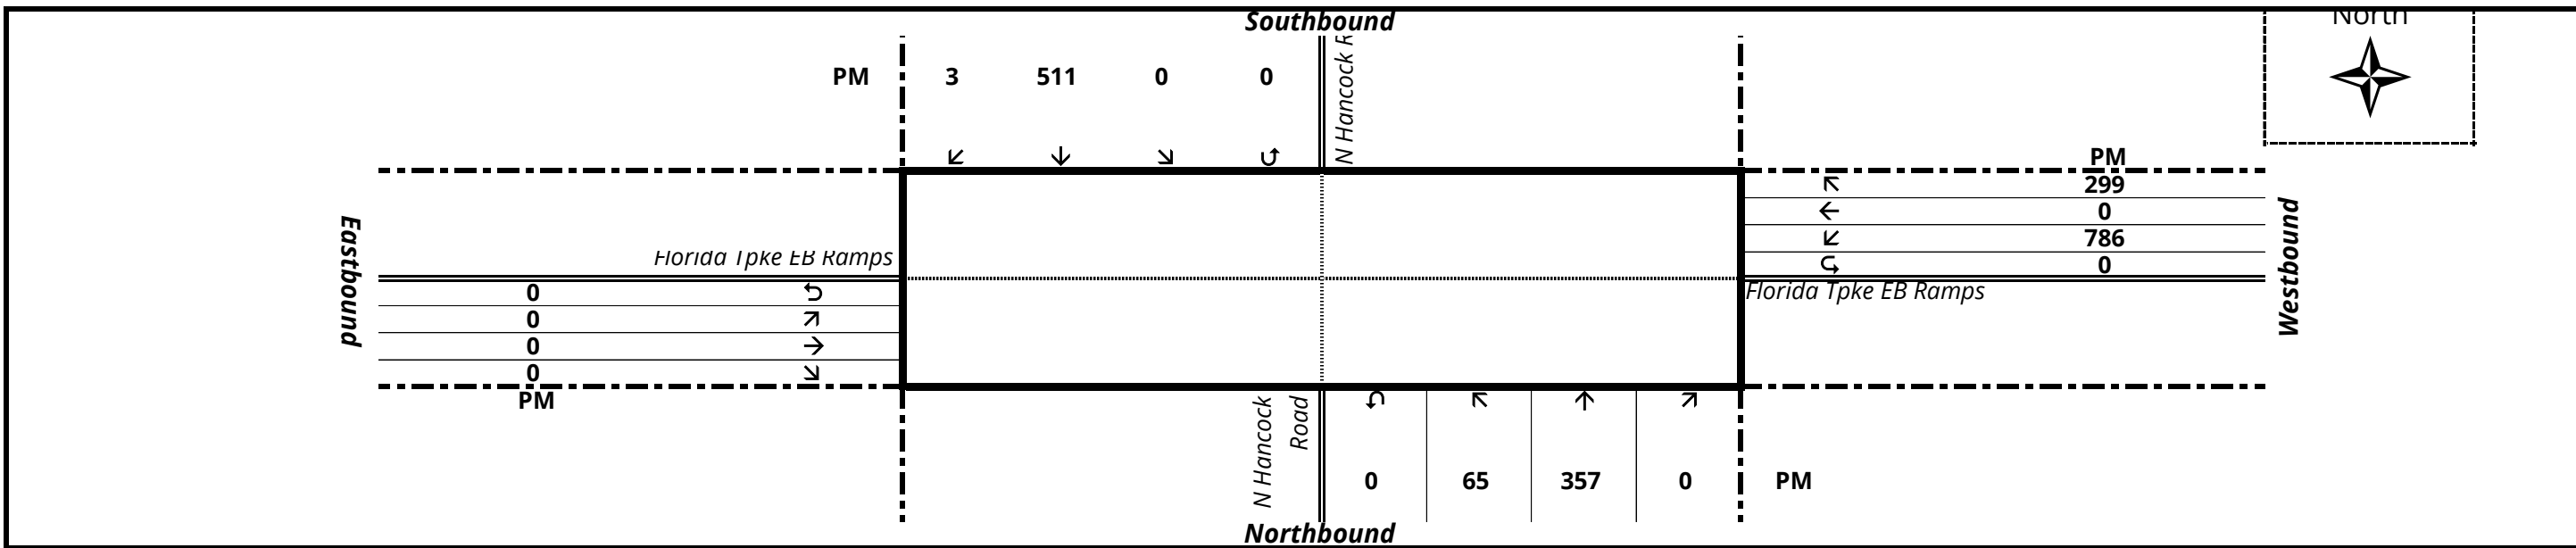 Southbound
North
N Hancock R
PM 3 511 0 0
PM
299
0
786
0
Eastbound
Westbound
Florida Tpke EB Ramps
Florida Tpke EB Ramps
0
0
0
0
PM
N Hancock
Road
0 65 357 0 PM
Northbound